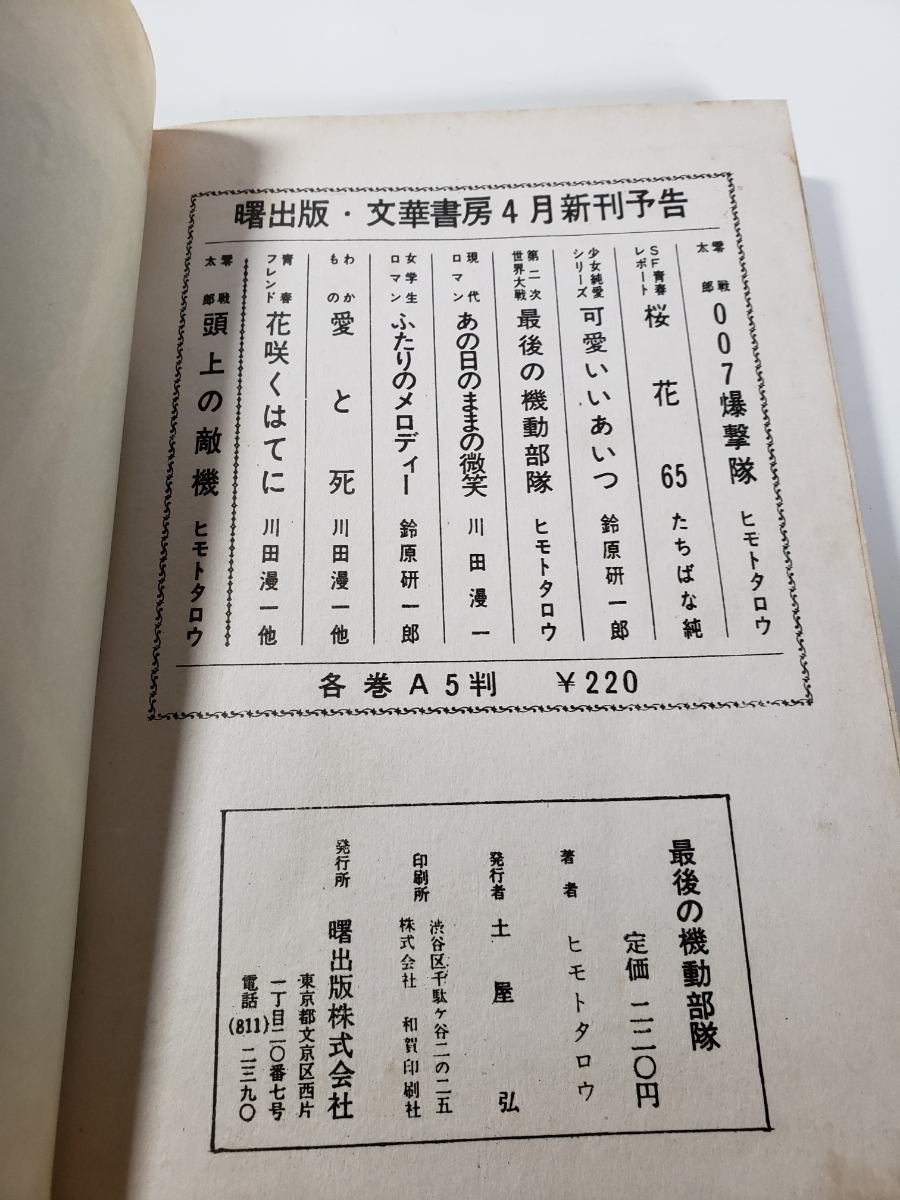 曙出版・文華書房4月新刊予告
零戦太郎 007爆撃隊 ヒモトタロウ
SF青春レポート 桜花65 たちばな純
少女純愛シリーズ 可愛いいあいつ 鈴原研一郎
第二次世界大戦 最後の機動部隊 ヒモトタロウ
現代ロマン あの日のままの微笑 川田漫一
女学生ロマン ふたりのメロディー 鈴原研一郎
わかもの 愛と死 川田漫一他
青春フレンド 花咲くはてに 川田漫一他
零戦太郎 頭上の敵機 ヒモトタロウ
各巻A5判 ¥220
最後の機動部隊
定価 二二〇円
著者 ヒモトタロウ
発行者 土屋弘
印刷所 渋谷区千駄ヶ谷二の二五
株式会社 和賀印刷社
発行所 曙出版株式会社
東京都文京区西片
一丁目二〇番七号
電話(811)二三九〇